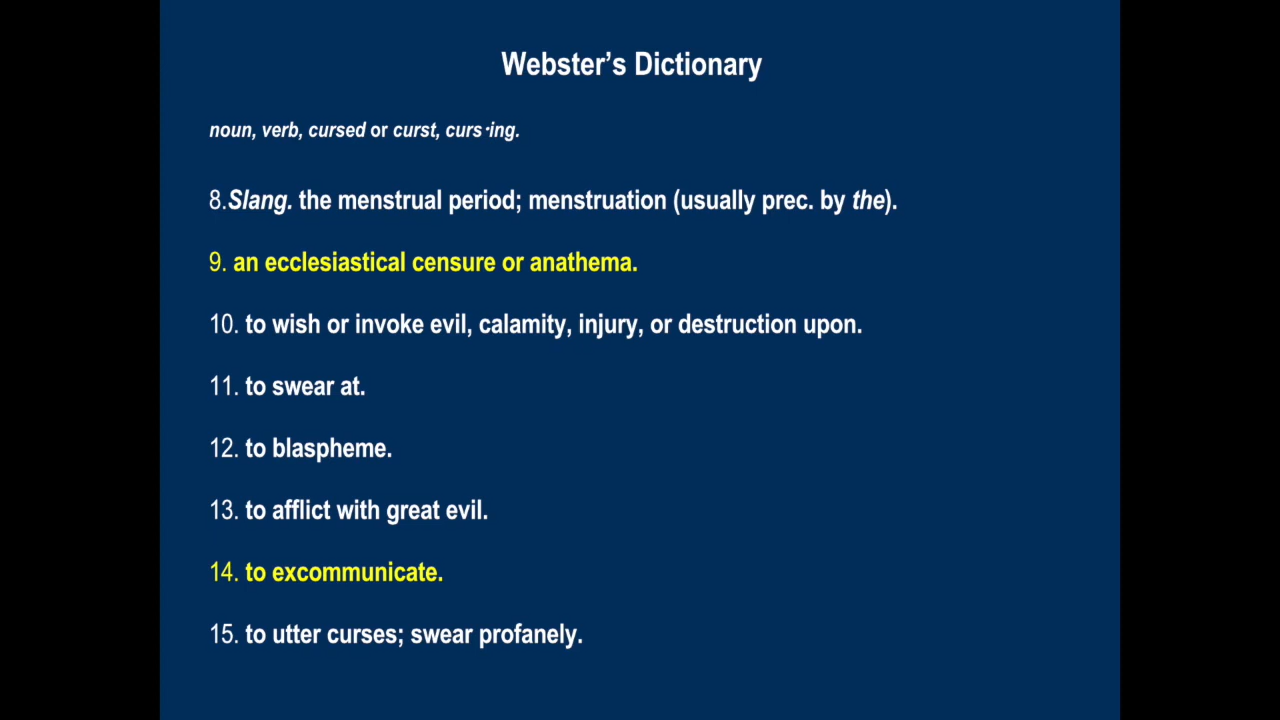 Webster’s Dictionary
noun, verb, cursed or curst, curs·ing.
8.Slang. the menstrual period; menstruation (usually prec. by the).
9. an ecclesiastical censure or anathema.
10. to wish or invoke evil, calamity, injury, or destruction upon.
11. to swear at.
12. to blaspheme.
13. to afflict with great evil.
14. to excommunicate.
15. to utter curses; swear profanely.